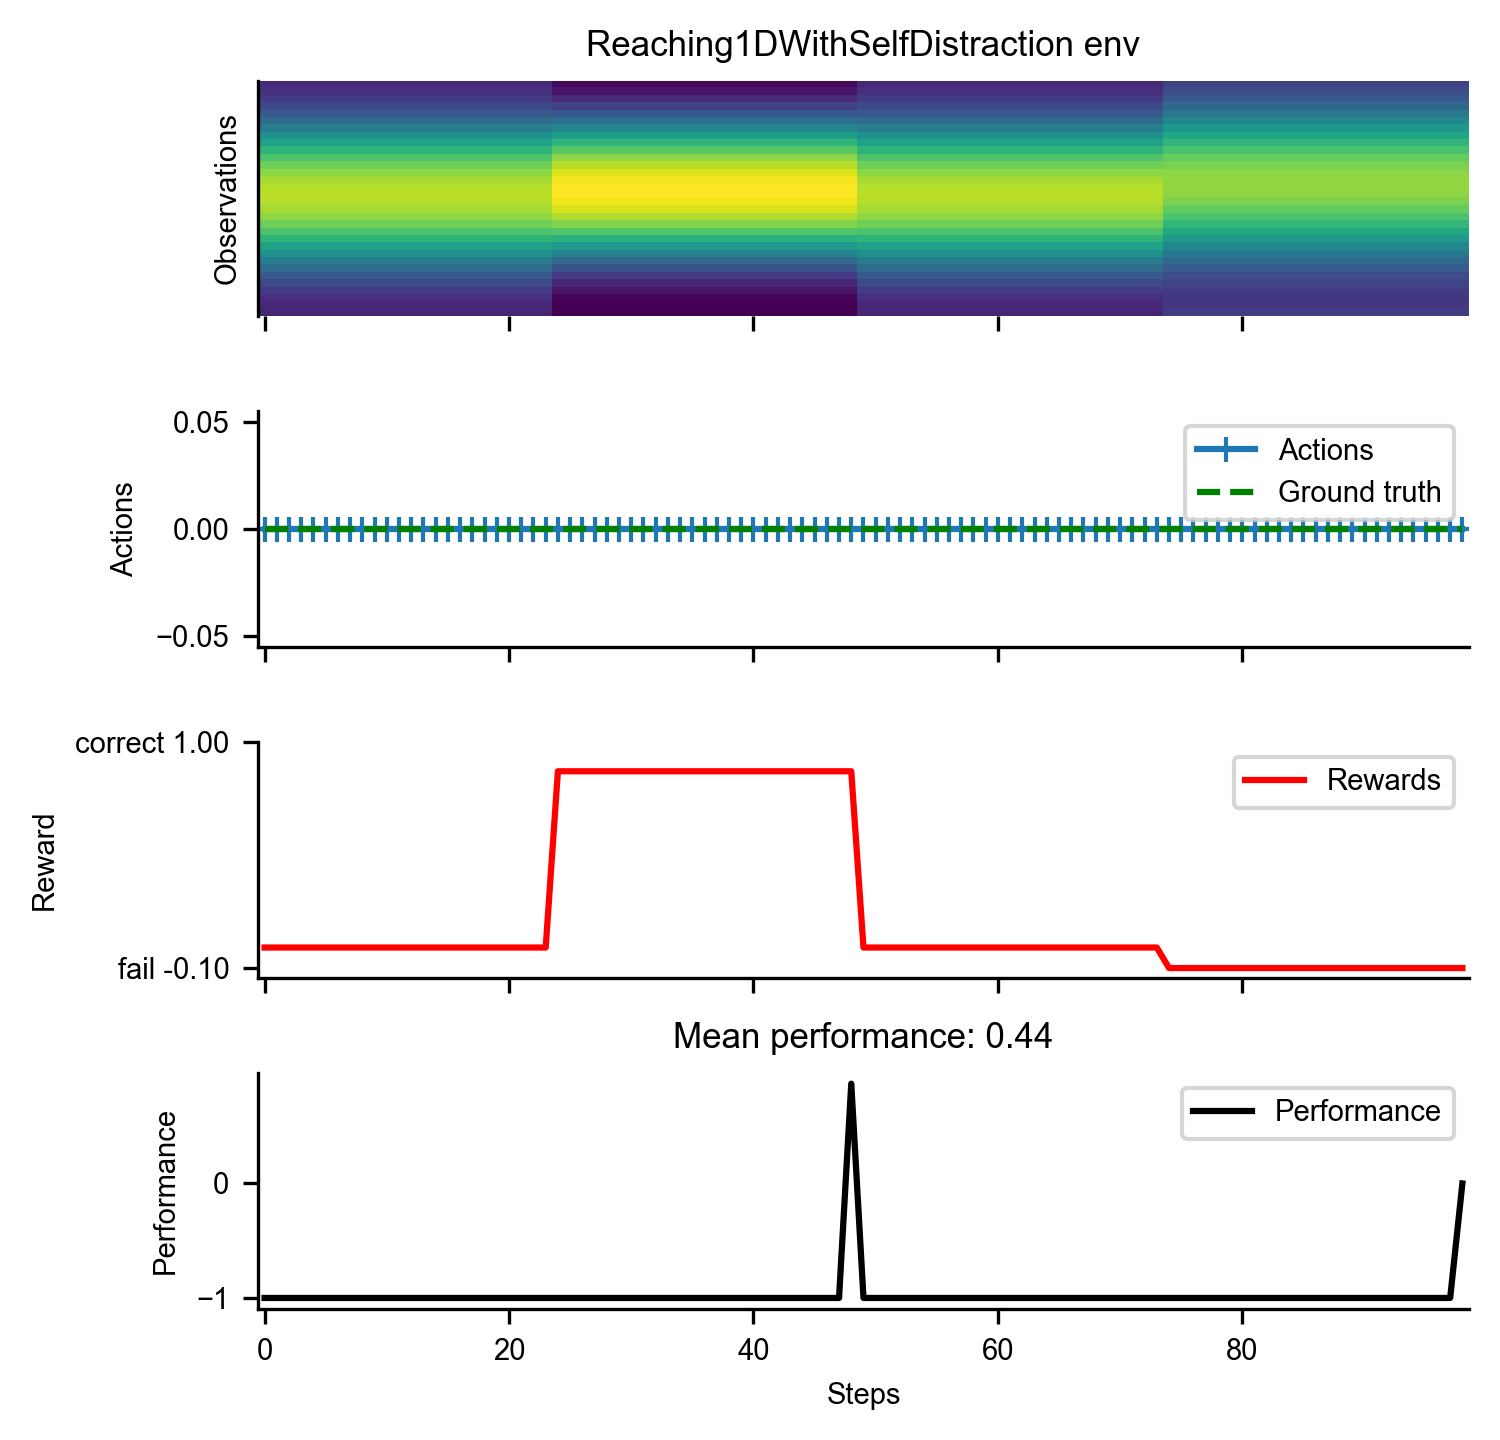 Reaching1DWithSelfDistraction env
Observations
0.05
0.00
−0.05
Actions
Actions
Ground truth
correct 1.00
fail -0.10
Reward
Rewards
Mean performance: 0.44
0
−1
Performance
Performance
0 20 40 60 80
Steps